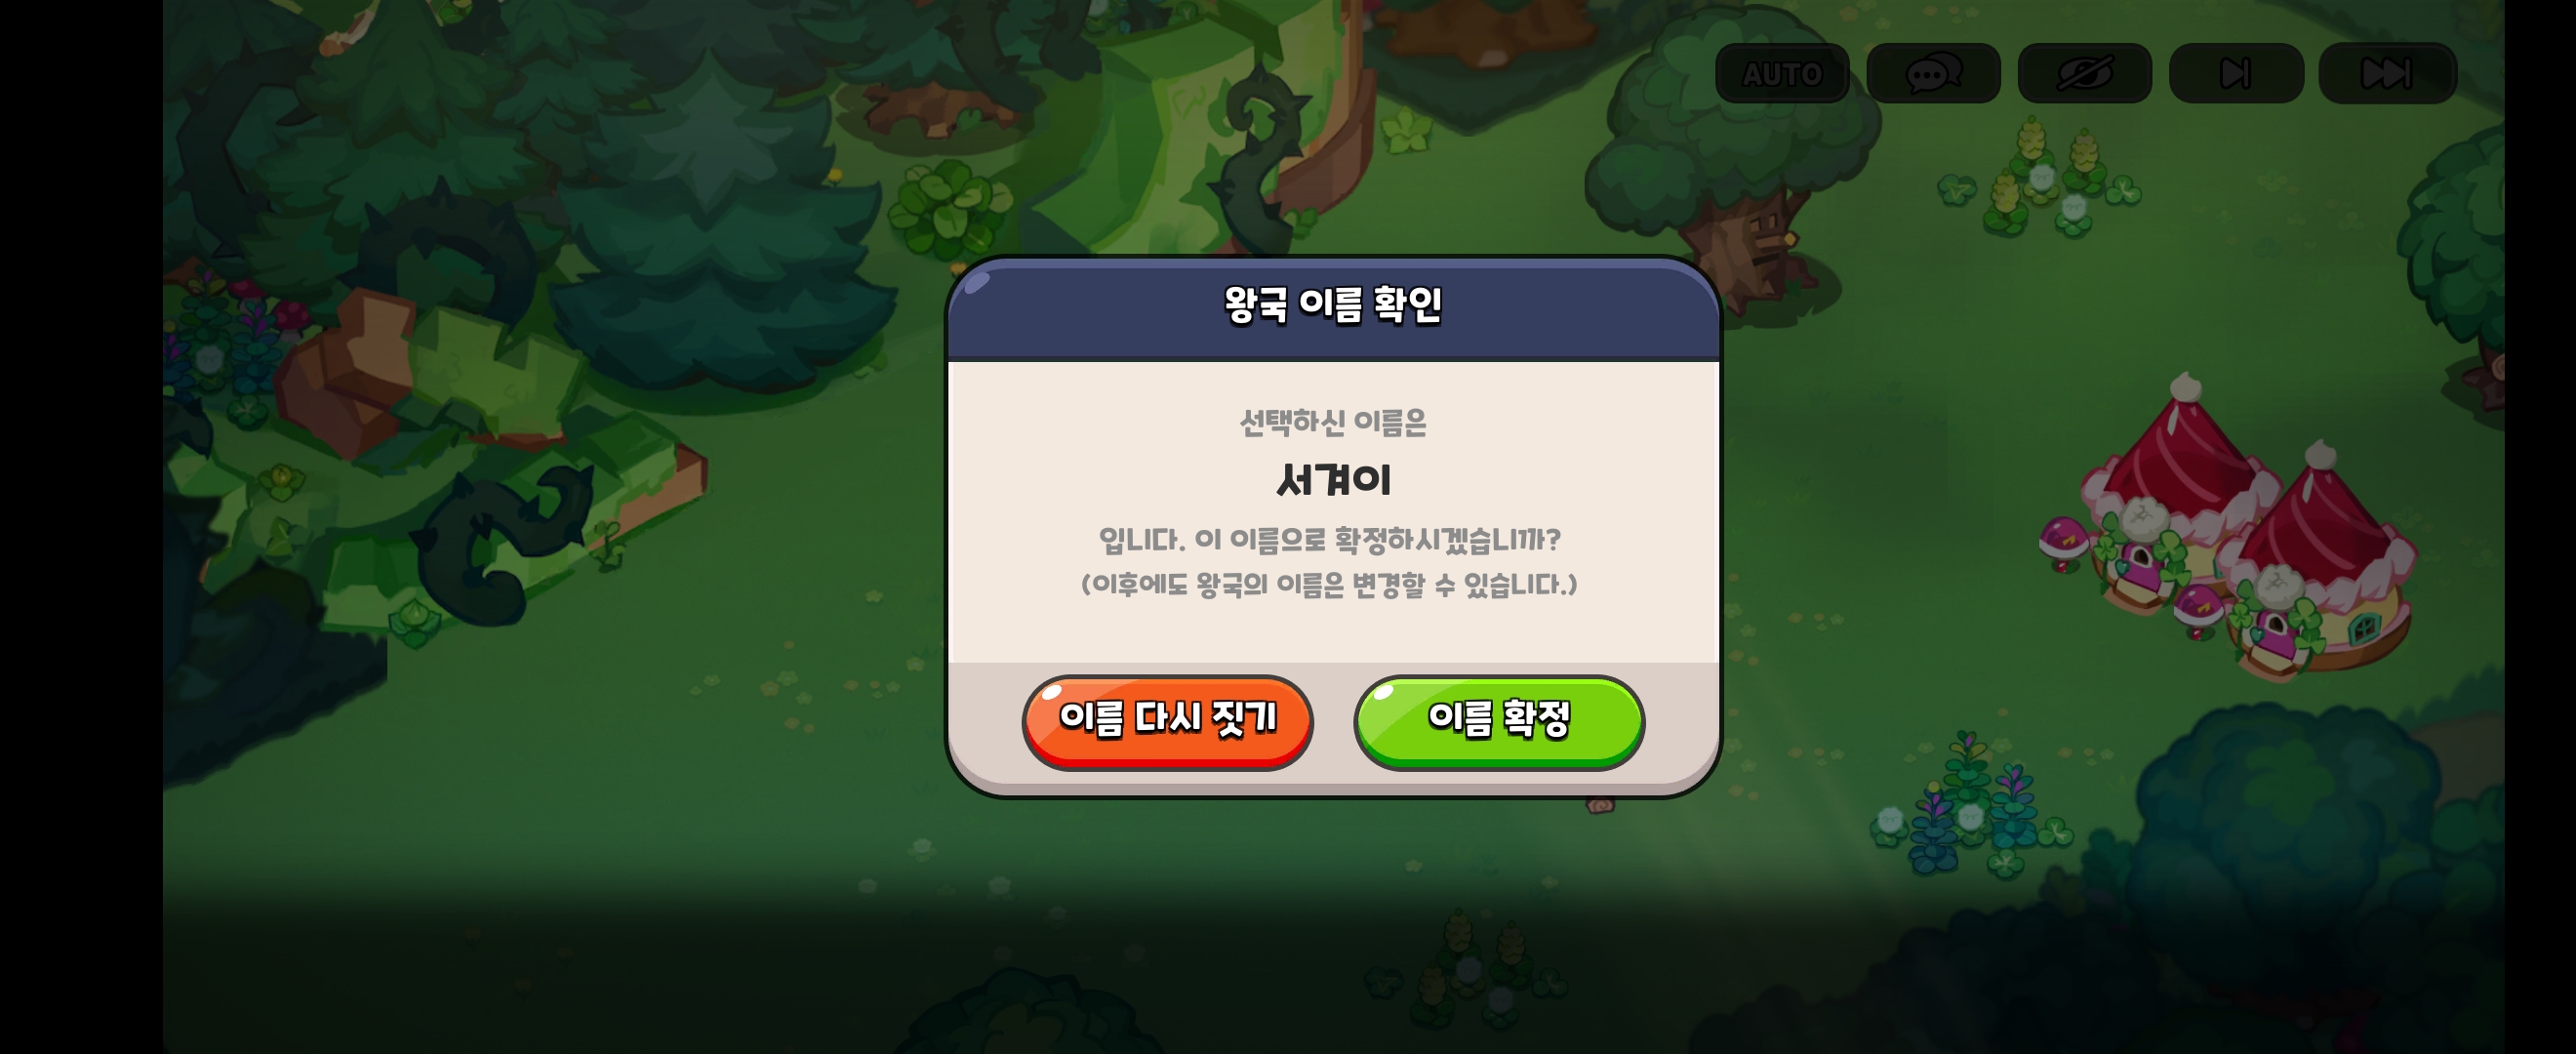 AUTO
왕국 이름 확인
선택하신 이름은
서겨이
입니다. 이 이름으로 확정하시겠습니까?
(이후에도 왕국의 이름은 변경할 수 있습니다.)
이름 다시 짓기
이름 확정